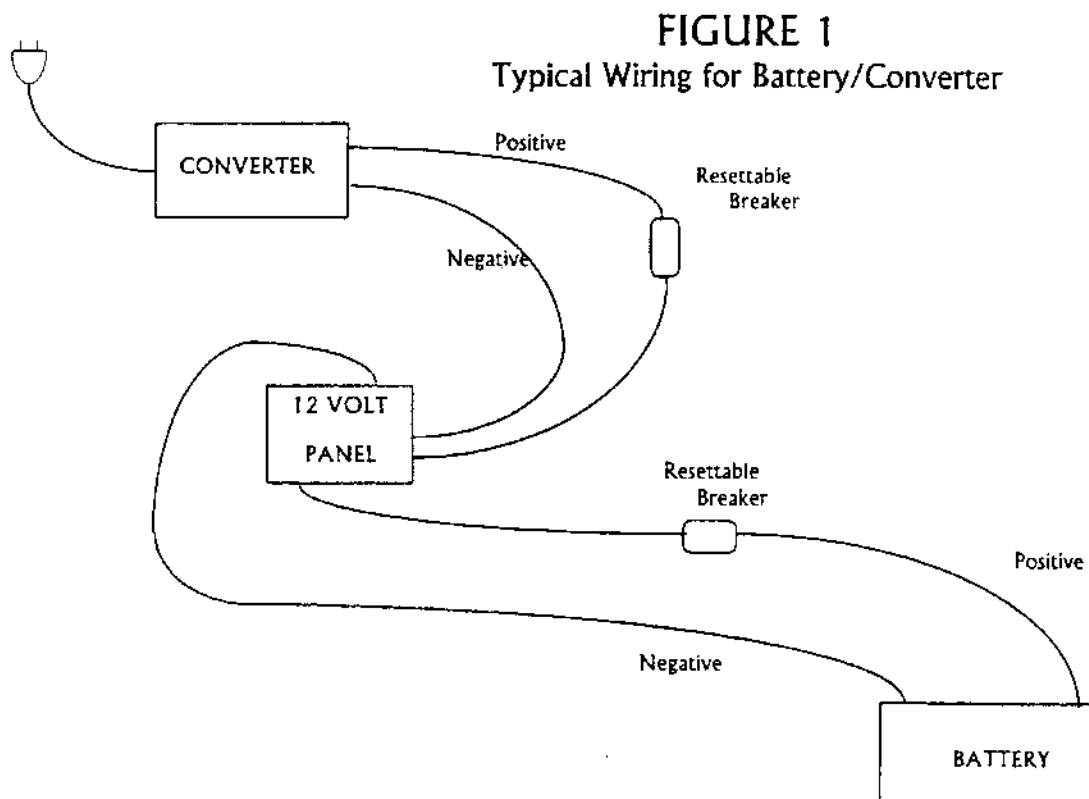 FIGURE 1
Typical Wiring for Battery/Converter
CONVERTER
Positive
Resettable
Breaker
Negative
12 VOLT
PANEL
Resettable
Breaker
Positive
Negative
BATTERY